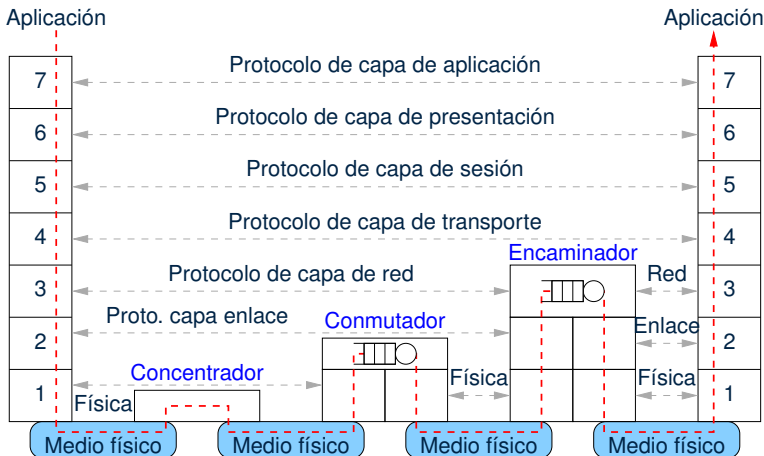 Aplicación Aplicación
7 Protocolo de capa de aplicación 7
6 Protocolo de capa de presentación 6
5 Protocolo de capa de sesión 5
4 Protocolo de capa de transporte 4
Encaminador
3 Protocolo de capa de red Red 3
Proto. capa enlace Conmutador Enlace
2 2
Concentrador
1 Física Física Física 1
Medio físico Medio físico Medio físico Medio físico